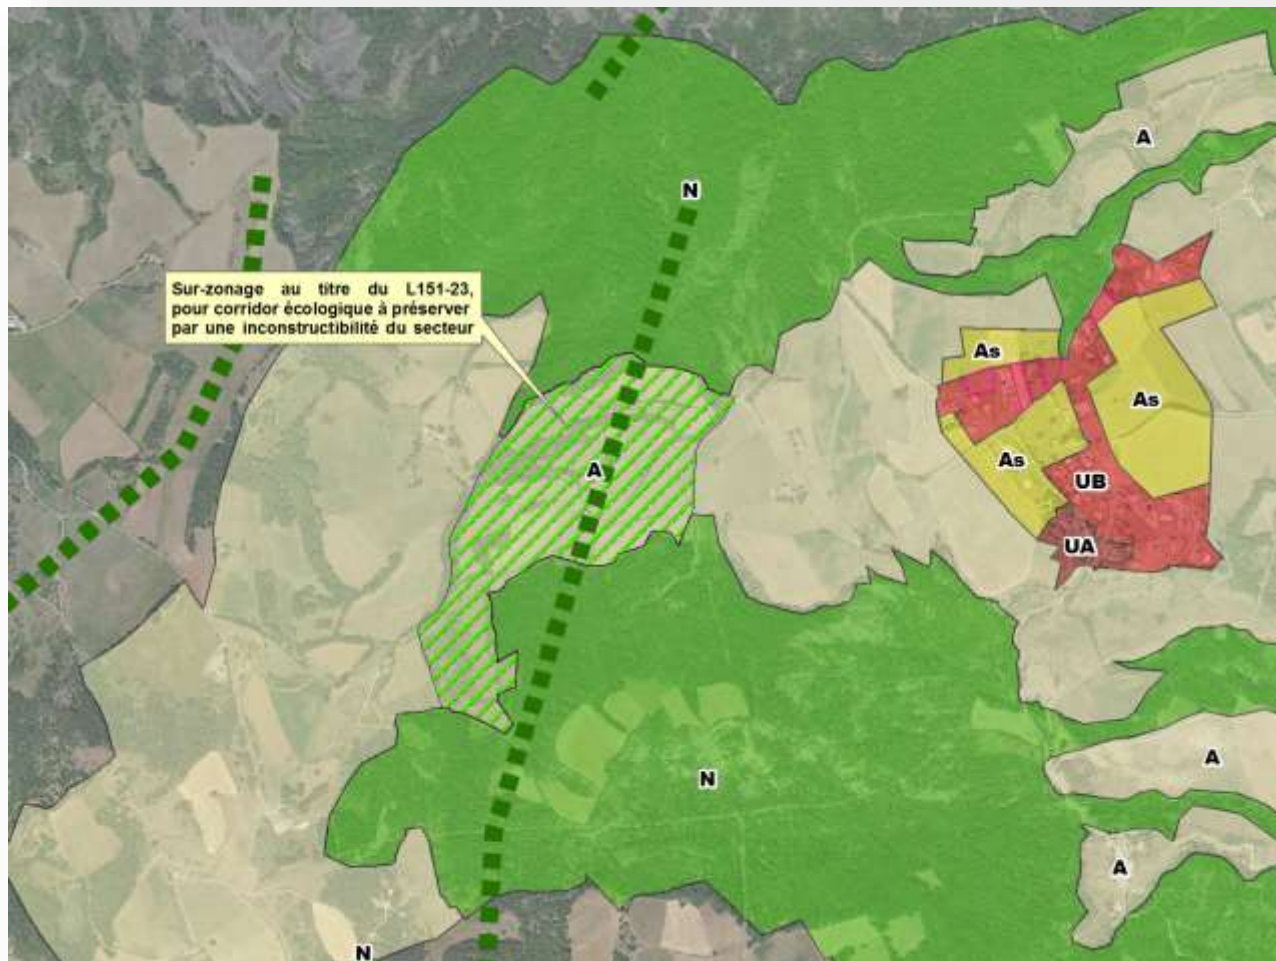 A
N
Sur-zonage au titre du L151-23,
pour corridor écologique à préserver
par une inconstructibilité du secteur
As
As
A
As
UB
UA
A
N
A
N